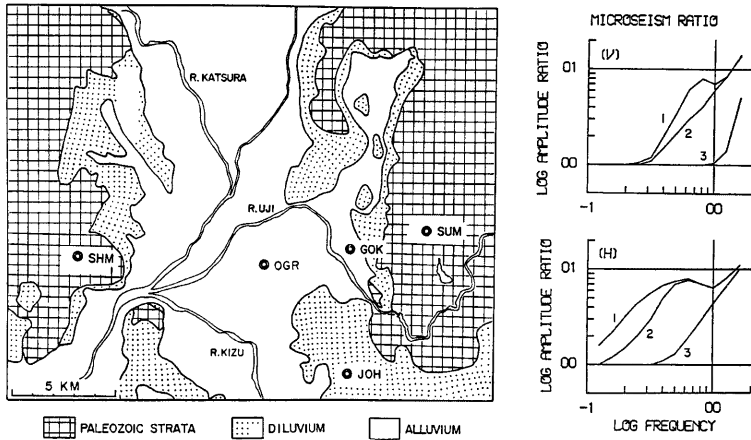 R. KATSURA
R. UJI
SUM
SHM
GOK
OGR
R. KIZU
JOH
5 KM
PALEOZOIC STRATA
DILUVIUM
ALLUVIUM
MICROSEISM RATIO
(V)
01
LOG AMPLITUDE RATIO
1
2
3
00
-1
00
(H)
01
LOG AMPLITUDE RATIO
1
2
3
00
-1
00
LOG FREQUENCY